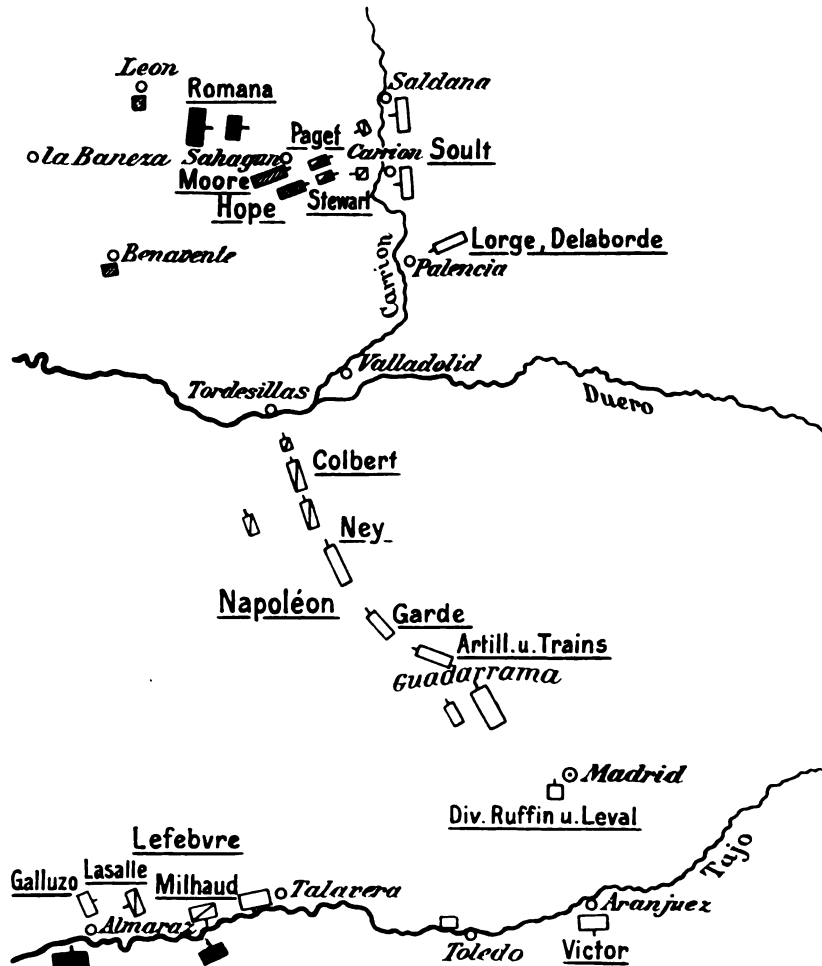 Leon
Romana
Saldana
la Baneza
Sahagun
Paget
Carrion
Soult
Moore
Hope
Stewart
Benavente
Carrion
Lorge, Delaborde
Palencia
Valladolid
Tordesillas
Duero
Colbert
Ney
Napoléon
Garde
Artill. u. Trains
Guadarrama
Madrid
Div. Ruffin u. Leval
Tajo
Lefebvre
Galluzo
Lasalle
Milhaud
Talavera
Almaraz
Toledo
Aranjuez
Victor